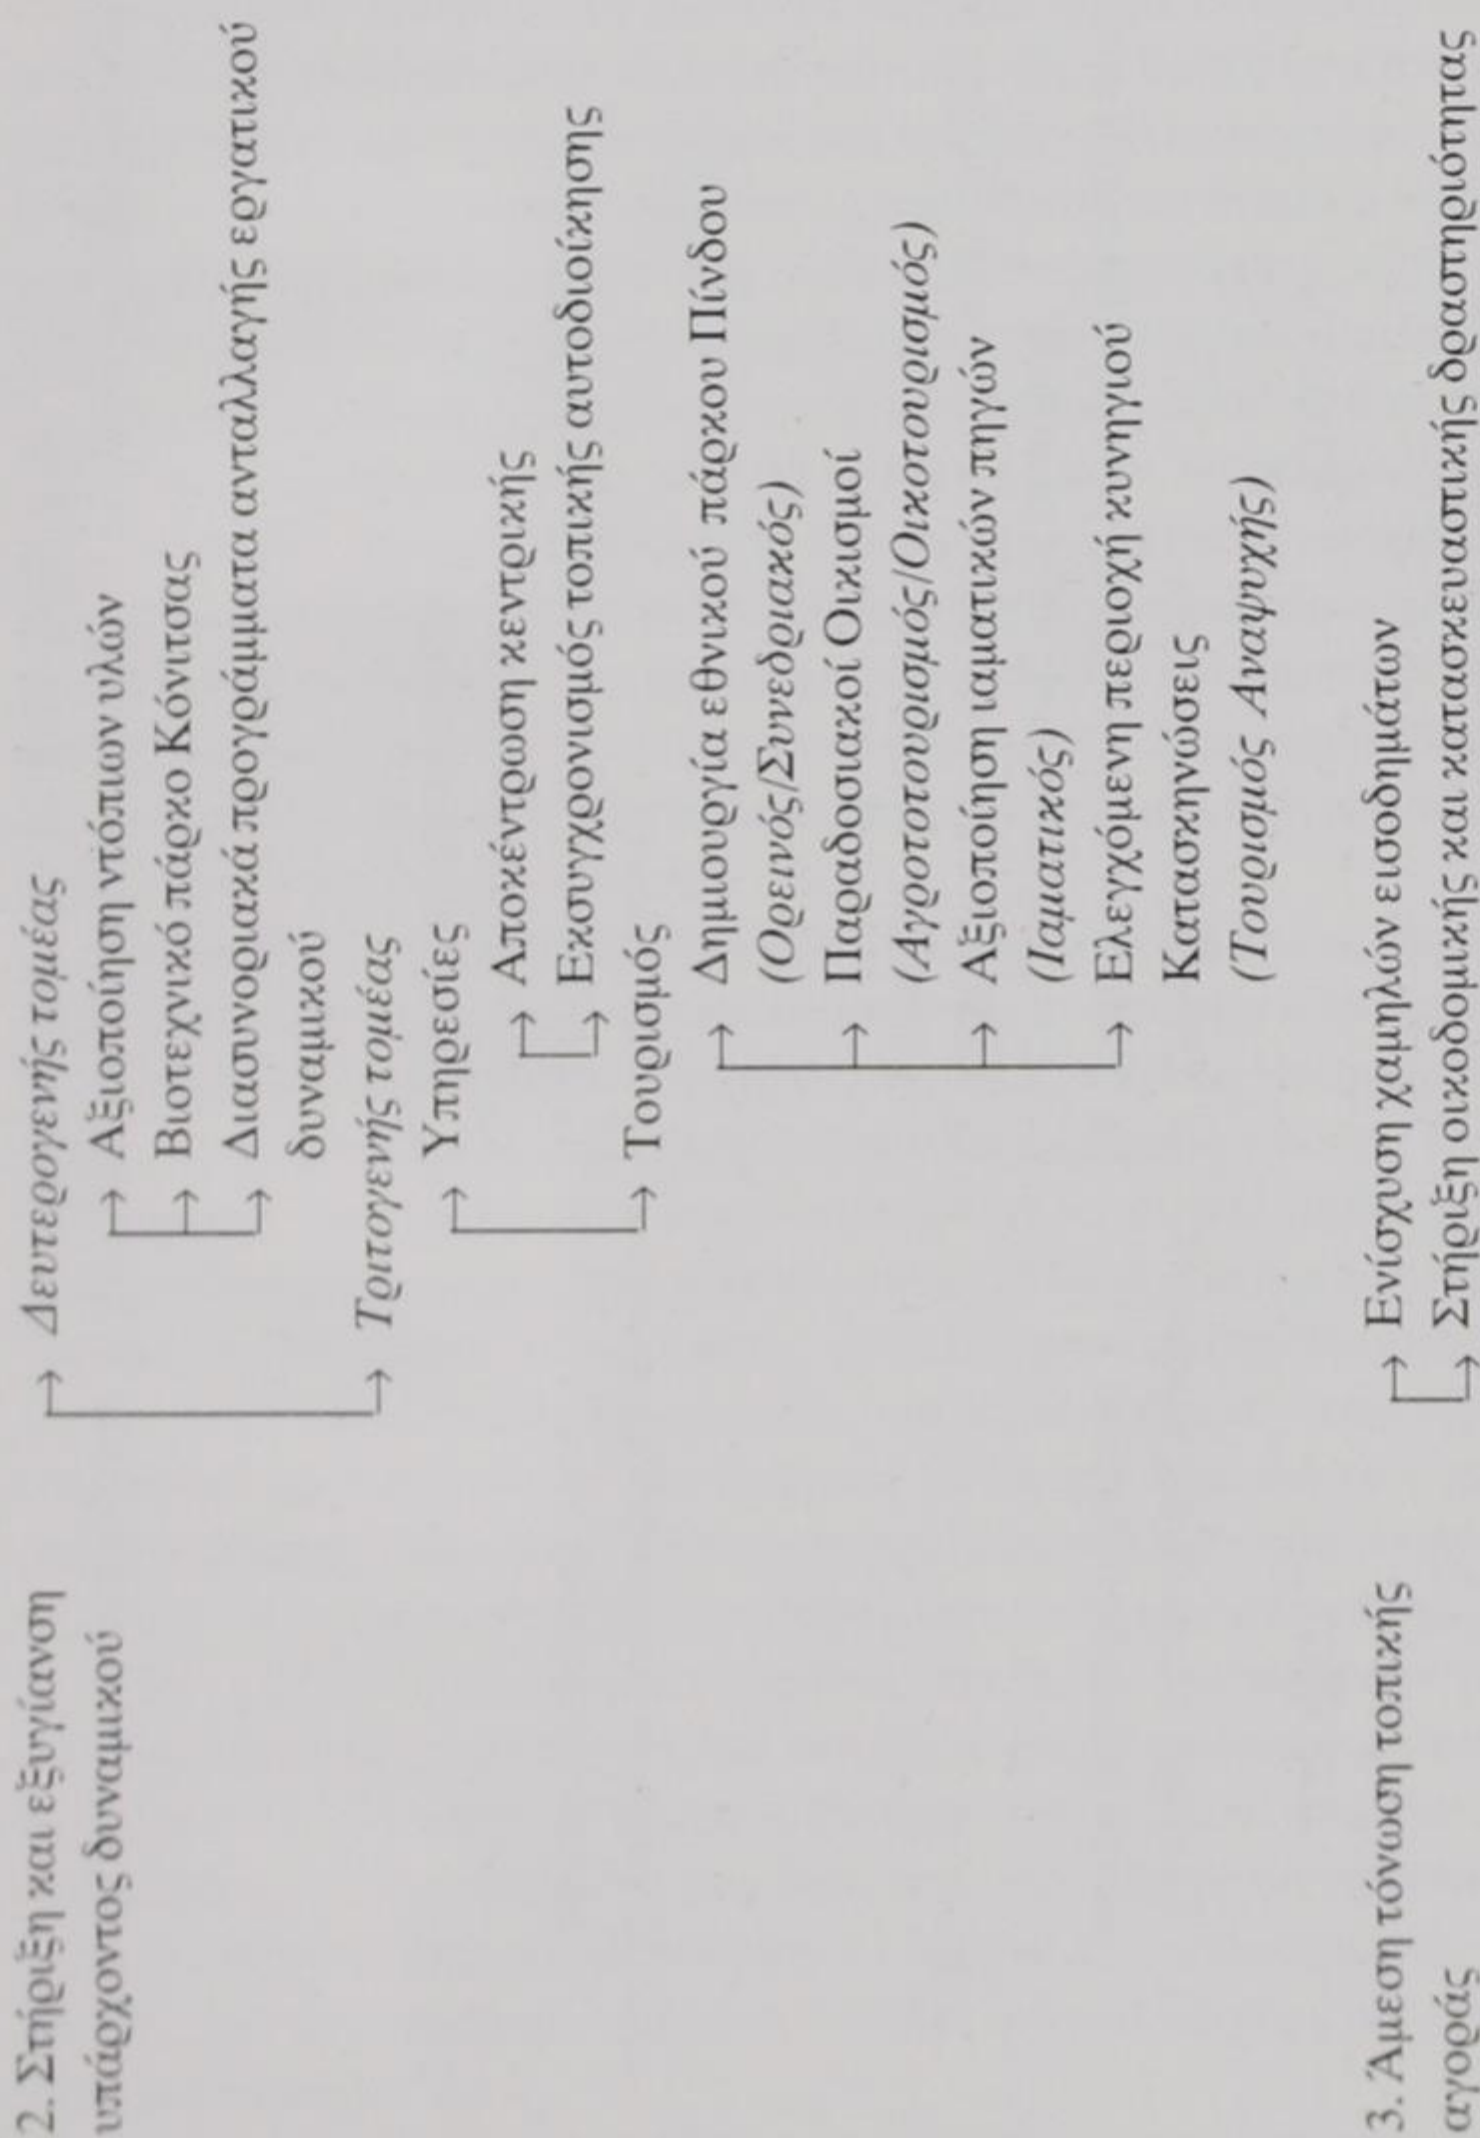 2. Στήριξη και εξυγίανση
υπάρχοντος δυναμικού
Δευτερογενής τομέας
Αξιοποίηση ντόπιων υλών
Βιοτεχνικό πάρκο Κόνιτσας
Διασυνοριακά προγράμματα ανταλλαγής εργατικού
δυναμικού
Τριτογενής τομέας
Υπηρεσίες
Αποκέντρωση κεντρικής
Εκσυγχρονισμός τοπικής αυτοδιοίκησης
Τουρισμός
Δημιουργία εθνικού πάρκου Πίνδου
(Ορεινός/Συνεδριακός)
Παραδοσιακοί Οικισμοί
(Αγροτοτουρισμός/Οικοτουρισμός)
Αξιοποίηση ιαματικών πηγών
(Ιαματικός)
Ελεγχόμενη περιοχή κυνηγιού
Κατασκηνώσεις
(Τουρισμός Αναψυχής)
3. Άμεση τόνωση τοπικής
αγοράς
Ενίσχυση χαμηλών εισοδημάτων
Στήριξη οικοδομικής και κατασκευαστικής δραστηριότητας